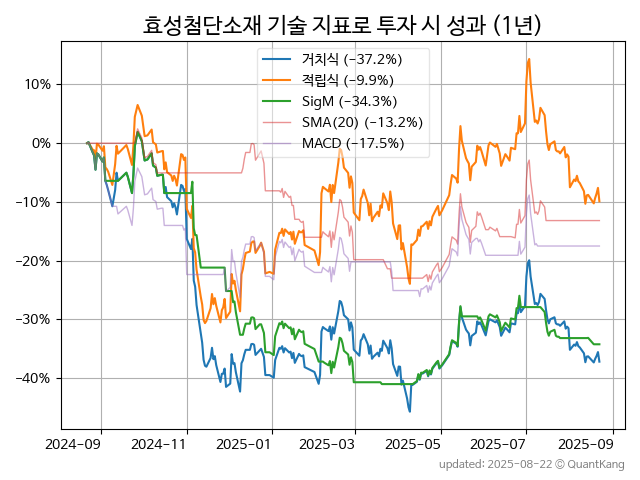 효성첨단소재 기술 지표로 투자 시 성과 (1년)
거치식 (−37.2%)
적립식 (−9.9%)
SigM (−34.3%)
SMA(20) (−13.2%)
MACD (−17.5%)
10%
0%
−10%
−20%
−30%
−40%
2024-09
2024-11
2025-01
2025-03
2025-05
2025-07
2025-09
updated: 2025-08-22 © QuantKang